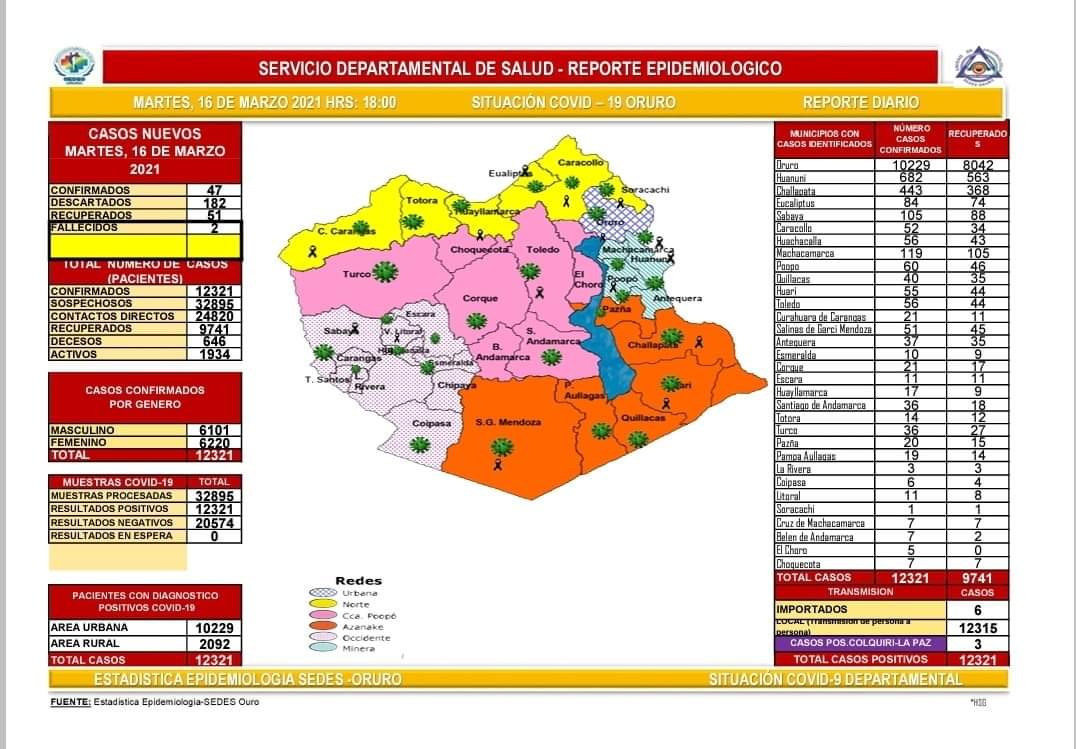 SERVICIO DEPARTAMENTAL DE SALUD - REPORTE EPIDEMIOLOGICO
MARTES, 16 DE MARZO 2021 HRS: 18:00 SITUACIÓN COVID – 19 ORURO REPORTE DIARIO
CASOS NUEVOS
MARTES, 16 DE MARZO
2021
CONFIRMADOS 47
DESCARTADOS 182
RECUPERADOS 51
FALLECIDOS 2
TOTAL NUMERO DE CASOS
(PACIENTES)
CONFIRMADOS 12321
SOSPECHOSOS 32895
CONTACTOS DIRECTOS 24820
RECUPERADOS 9741
DECESOS 646
ACTIVOS 1934
CASOS CONFIRMADOS
POR GENERO
MASCULINO 6101
FEMENINO 6220
TOTAL 12321
MUESTRAS COVID-19 TOTAL
MUESTRAS PROCESADAS 32895
RESULTADOS POSITIVOS 12321
RESULTADOS NEGATIVOS 20574
RESULTADOS EN ESPERA 0
PACIENTES CON DIAGNOSTICO
POSITIVOS COVID-19
AREA URBANA 10229
AREA RURAL 2092
TOTAL CASOS 12321
Caracollo
Eualiptus
Soracachi
Totora
Huayllamarca
Oruro
C. Carangas
Choquecota
Toledo
Machacamarca
Huanuni
Turco
El
Choro
Poopó
Corque
Antequera
Pazña
Escara
Sabaya
V. Litoral
S.
Andamarca
Challapata
Huachacalla
B.
Andamarca
Carangas
Esmeralda
T. Santos
Rivera
Chipaya
P.
Aullagas
Huari
Coipasa
S.G. Mendoza
Quillacas
Redes
Urbana
Norte
Cca. Poopó
Azanake
Occidente
Minera
MUNICIPIOS CON
CASOS IDENTIFICADOS
NÚMERO
CASOS
CONFIRMADOS
RECUPERADO
S
Oruro 10229 8042
Huanuni 682 563
Challapata 443 368
Eucaliptus 84 74
Sabaya 105 88
Caracollo 52 34
Huachacalla 56 43
Machacamarca 119 105
Poopo 60 46
Quillacas 40 35
Huari 55 44
Toledo 56 44
Curahuara de Carangas 21 11
Salinas de Garci Mendoza 51 45
Antequera 37 35
Esmeralda 10 9
Corque 21 17
Escara 11 11
Huayllamarca 17 9
Santiago de Andamarca 36 18
Totora 14 12
Turco 36 27
Pazña 20 15
Pampa Aullagas 19 14
La Rivera 3 3
Coipasa 6 4
Litoral 11 8
Soracachi 1 1
Cruz de Machacamarca 7 7
Belen de Andamarca 7 2
El Choro 5 0
Choquecota 7 7
TOTAL CASOS 12321 9741
TRANSMISION CASOS
IMPORTADOS 6
LOCAL (Transmision de persona a
persona) 12315
CASOS POS.COLQUIRI-LA PAZ 3
TOTAL CASOS POSITIVOS 12321
ESTADISTICA EPIDEMIOLOGIA SEDES -ORURO SITUACIÓN COVID-9 DEPARTAMENTAL
FUENTE: Estadistica Epidemiologia-SEDES Ouro
*HSG